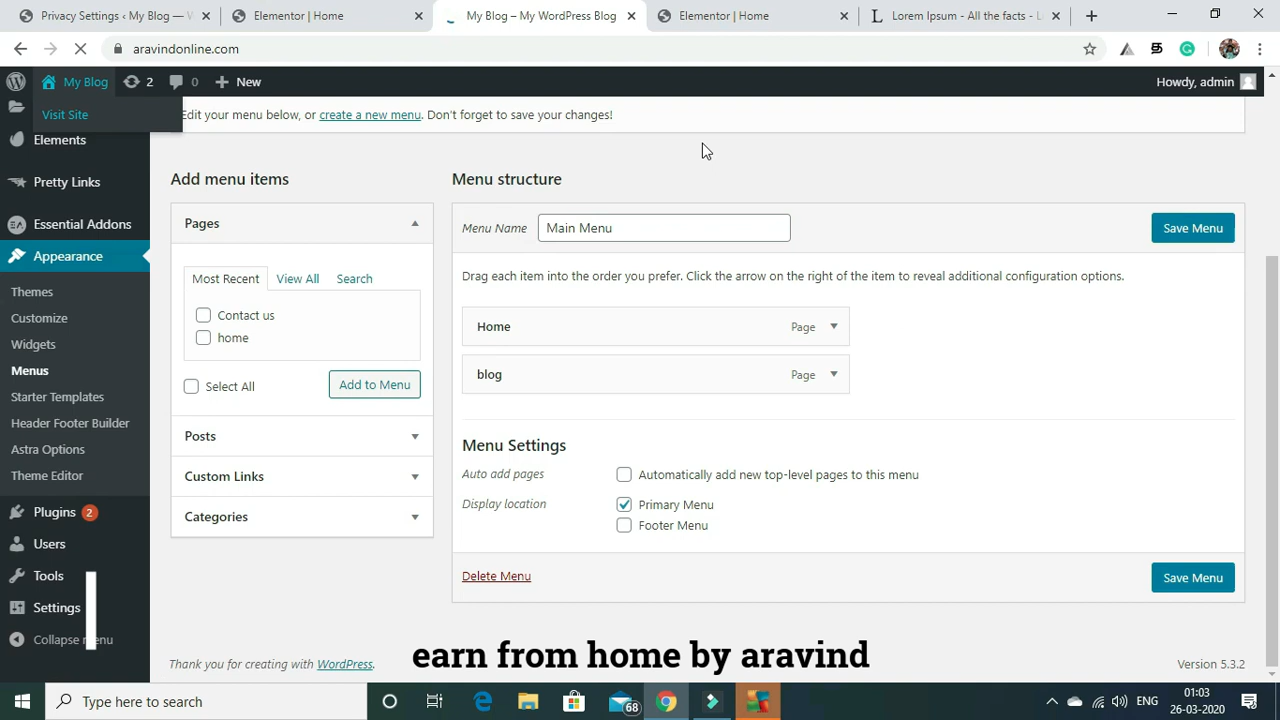 Privacy Settings ‹ My Blog — W
Elementor | Home
My Blog – My WordPress Blog
Elementor | Home
Lorem Ipsum - All the facts - L
aravindonline.com
My Blog
2
0
New
Howdy, admin
Visit Site
Edit your menu below, or create a new menu. Don't forget to save your changes!
Elements
Pretty Links
Essential Addons
Appearance
Themes
Customize
Widgets
Menus
Starter Templates
Header Footer Builder
Astra Options
Theme Editor
Plugins 2
Users
Tools
Settings
Collapse menu
Add menu items
Pages
Most Recent
View All
Search
Contact us
home
Select All
Add to Menu
Posts
Custom Links
Categories
Menu structure
Menu Name
Main Menu
Save Menu
Drag each item into the order you prefer. Click the arrow on the right of the item to reveal additional configuration options.
Home
Page
blog
Page
Menu Settings
Auto add pages
Automatically add new top-level pages to this menu
Display location
Primary Menu
Footer Menu
Delete Menu
Save Menu
Thank you for creating with WordPress.
earn from home by aravind
Version 5.3.2
Type here to search
68
ENG
01:03
26-03-2020